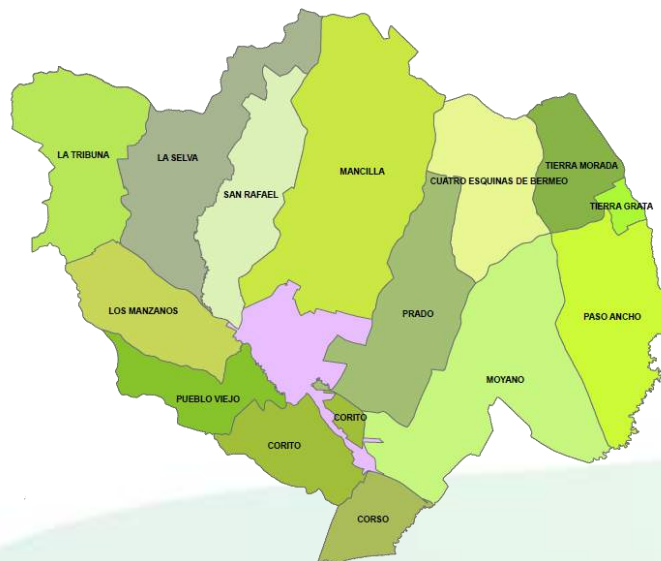 LA TRIBUNA
LA SELVA
SAN RAFAEL
MANCILLA
CUATRO ESQUINAS DE BERMEO
TIERRA MORADA
TIERRA GRATA
LOS MANZANOS
PRADO
PASO ANCHO
PUEBLO VIEJO
MOYANO
CORITO
CORITO
CORSO